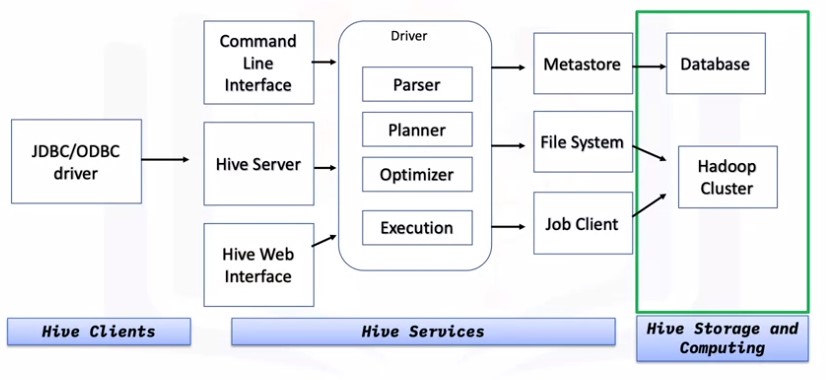 JDBC/ODBC
driver
Command
Line
Interface
Hive Server
Hive Web
Interface
Driver
Parser
Planner
Optimizer
Execution
Metastore
File System
Job Client
Database
Hadoop
Cluster
Hive Clients
Hive Services
Hive Storage and
Computing